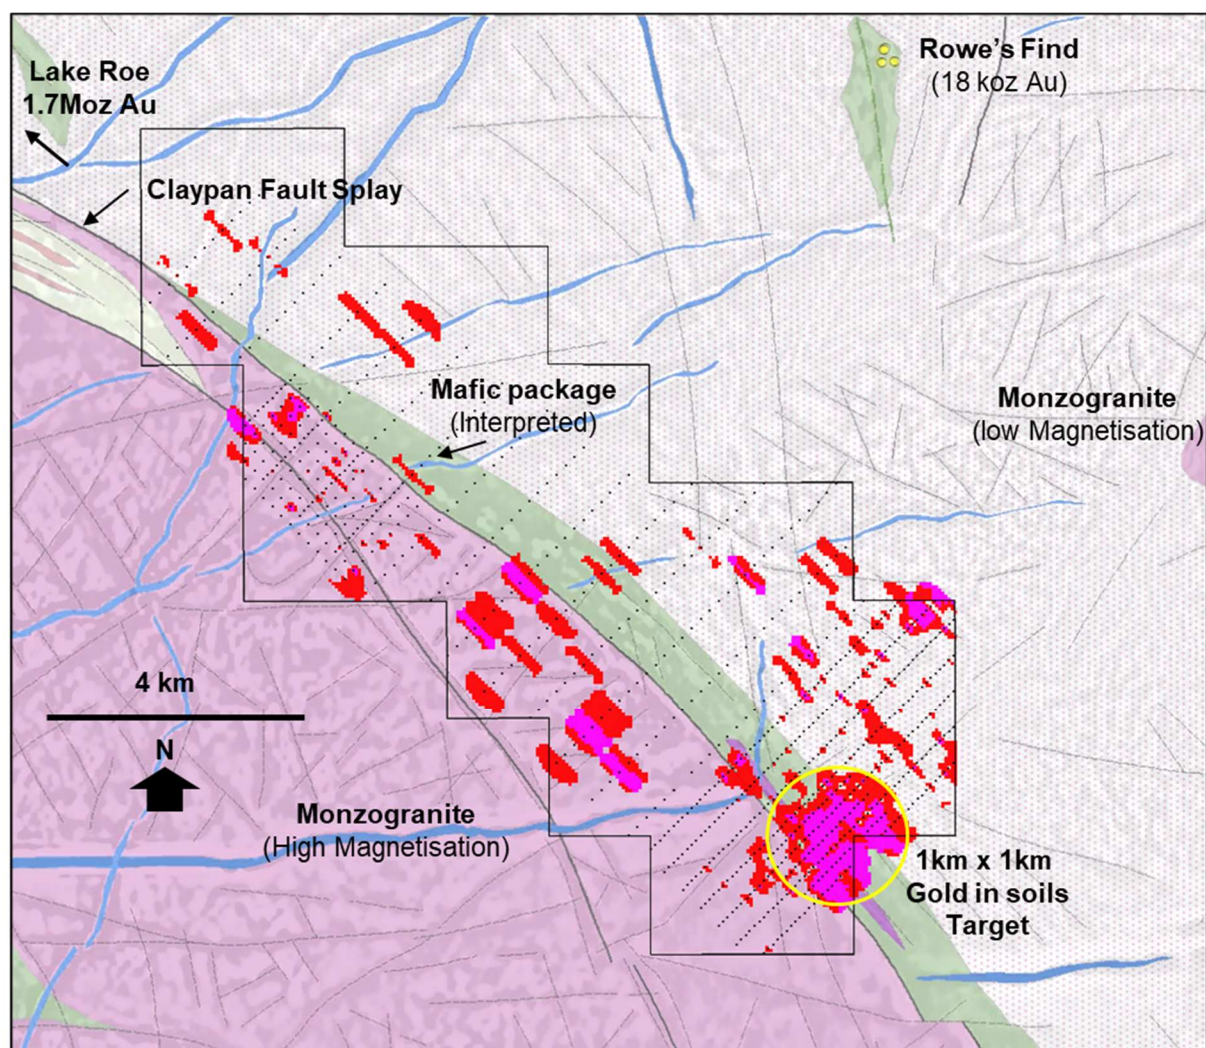 Lake Roe
1.7Moz Au
Rowe's Find
(18 koz Au)
Claypan Fault Splay
Mafic package
(Interpreted)
Monzogranite
(low Magnetisation)
4 km
N
Monzogranite
(High Magnetisation)
1km x 1km
Gold in soils
Target